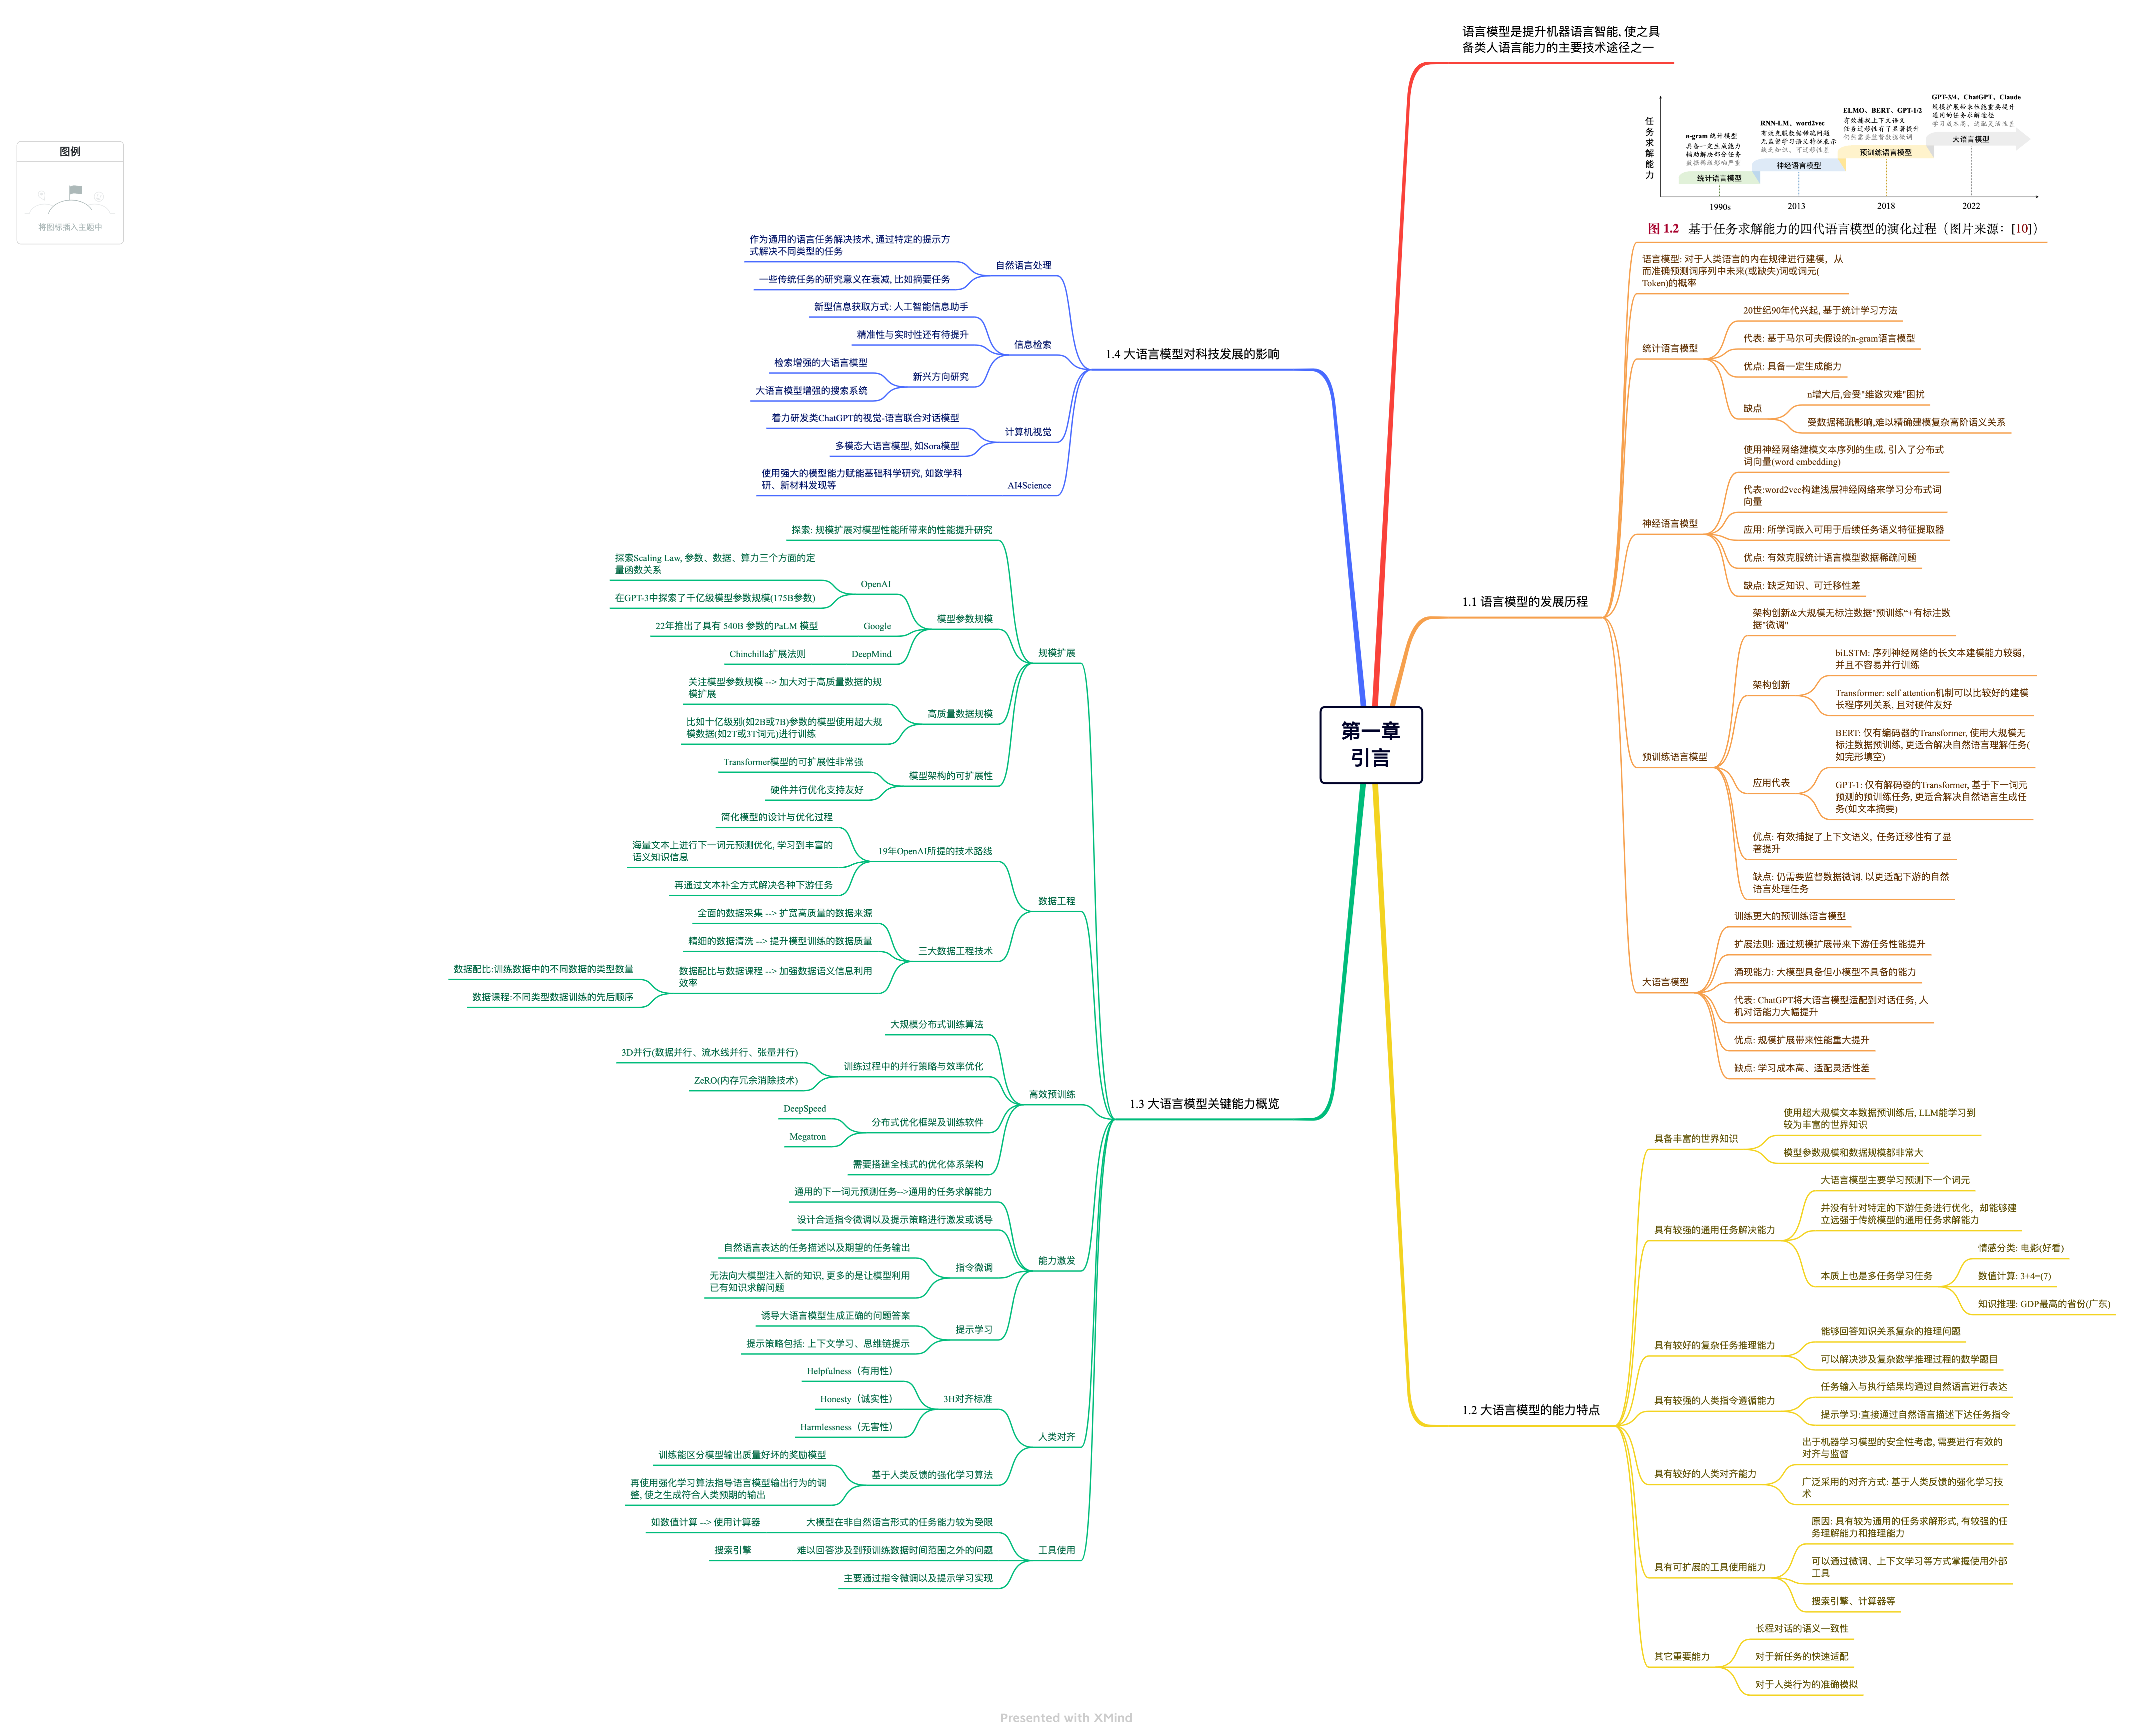 语言模型是提升机器语言智能, 使之具
备类人语言能力的主要技术途径之一
图例
将图标插入主题中
第一章
引言
1.1 语言模型的发展历程
任务求解能力
n-gram 统计模型
具备一定生成能力
辅助解决部分任务
数据稀疏影响严重
统计语言模型
1990s
RNN-LM、word2vec
有效克服数据稀疏问题
无监督学习语义特征表示
缺乏知识、可迁移性差
神经语言模型
2013
ELMO、BERT、GPT-1/2
有效捕捉上下文语义
任务迁移性有了显著提升
仍然需要监督数据微调
预训练语言模型
2018
GPT-3/4、ChatGPT、Claude
规模扩展带来性能重要提升
通用的任务求解途径
学习成本高、适配灵活性差
大语言模型
2022
图 1.2 基于任务求解能力的四代语言模型的演化过程（图片来源：[10]）
语言模型: 对于人类语言的内在规律进行建模，从
而准确预测词序列中未来(或缺失)词或词元(
Token)的概率
统计语言模型
20世纪90年代兴起, 基于统计学习方法
代表: 基于马尔可夫假设的n-gram语言模型
优点: 具备一定生成能力
缺点
n增大后,会受"维数灾难"困扰
受数据稀疏影响,难以精确建模复杂高阶语义关系
神经语言模型
使用神经网络建模文本序列的生成, 引入了分布式
词向量(word embedding)
代表:word2vec构建浅层神经网络来学习分布式词
向量
应用: 所学词嵌入可用于后续任务语义特征提取器
优点: 有效克服统计语言模型数据稀疏问题
缺点: 缺乏知识、可迁移性差
预训练语言模型
架构创新&大规模无标注数据"预训练"+有标注数
据"微调"
架构创新
biLSTM: 序列神经网络的长文本建模能力较弱，
并且不容易并行训练
Transformer: self attention机制可以比较好的建模
长程序列关系, 且对硬件友好
应用代表
BERT: 仅有编码器的Transformer, 使用大规模无
标注数据预训练, 更适合解决自然语言理解任务(
如完形填空)
GPT-1: 仅有解码器的Transformer, 基于下一词元
预测的预训练任务, 更适合解决自然语言生成任
务(如文本摘要)
优点: 有效捕捉了上下文语义, 任务迁移性有了显
著提升
缺点: 仍需要监督数据微调, 以更适配下游的自然
语言处理任务
大语言模型
训练更大的预训练语言模型
扩展法则: 通过规模扩展带来下游任务性能提升
涌现能力: 大模型具备但小模型不具备的能力
代表: ChatGPT将大语言模型适配到对话任务, 人
机对话能力大幅提升
优点: 规模扩展带来性能重大提升
缺点: 学习成本高、适配灵活性差
1.2 大语言模型的能力特点
具备丰富的世界知识
使用超大规模文本数据预训练后, LLM能学习到
较为丰富的世界知识
模型参数规模和数据规模都非常大
具有较强的通用任务解决能力
大语言模型主要学习预测下一个词元
并没有针对特定的下游任务进行优化，却能够建
立远强于传统模型的通用任务求解能力
本质上也是多任务学习任务
情感分类: 电影(好看)
数值计算: 3+4=(7)
知识推理: GDP最高的省份(广东)
具有较好的复杂任务推理能力
能够回答知识关系复杂的推理问题
可以解决涉及复杂数学推理过程的数学题目
具有较强的人类指令遵循能力
任务输入与执行结果均通过自然语言进行表达
提示学习:直接通过自然语言描述下达任务指令
具有较好的人类对齐能力
出于机器学习模型的安全性考虑, 需要进行有效的
对齐与监督
广泛采用的对齐方式: 基于人类反馈的强化学习技
术
具有可扩展的工具使用能力
原因: 具有较为通用的任务求解形式, 有较强的任
务理解能力和推理能力
可以通过微调、上下文学习等方式掌握使用外部
工具
搜索引擎、计算器等
其它重要能力
长程对话的语义一致性
对于新任务的快速适配
对于人类行为的准确模拟
1.3 大语言模型关键能力概览
规模扩展
探索: 规模扩展对模型性能所带来的性能提升研究
模型参数规模
OpenAI
探索Scaling Law, 参数、数据、算力三个方面的定
量函数关系
在GPT-3中探索了千亿级模型参数规模(175B参数)
Google
22年推出了具有 540B 参数的PaLM 模型
DeepMind
Chinchilla扩展法则
高质量数据规模
关注模型参数规模 --> 加大对于高质量数据的规
模扩展
比如十亿级别(如2B或7B)参数的模型使用超大规
模数据(如2T或3T词元)进行训练
模型架构的可扩展性
Transformer模型的可扩展性非常强
硬件并行优化支持友好
数据工程
19年OpenAI所提的技术路线
简化模型的设计与优化过程
海量文本上进行下一词元预测优化, 学习到丰富的
语义知识信息
再通过文本补全方式解决各种下游任务
三大数据工程技术
全面的数据采集 --> 扩宽高质量的数据来源
精细的数据清洗 --> 提升模型训练的数据质量
数据配比与数据课程 --> 加强数据语义信息利用
效率
数据配比:训练数据中的不同数据的类型数量
数据课程:不同类型数据训练的先后顺序
高效预训练
大规模分布式训练算法
训练过程中的并行策略与效率优化
3D并行(数据并行、流水线并行、张量并行)
ZeRO(内存冗余消除技术)
分布式优化框架及训练软件
DeepSpeed
Megatron
需要搭建全栈式的优化体系架构
能力激发
通用的下一词元预测任务-->通用的任务求解能力
设计合适指令微调以及提示策略进行激发或诱导
指令微调
自然语言表达的任务描述以及期望的任务输出
无法向大模型注入新的知识, 更多的是让模型利用
已有知识求解问题
提示学习
诱导大语言模型生成正确的问题答案
提示策略包括: 上下文学习、思维链提示
人类对齐
3H对齐标准
Helpfulness（有用性）
Honesty（诚实性）
Harmlessness（无害性）
基于人类反馈的强化学习算法
训练能区分模型输出质量好坏的奖励模型
再使用强化学习算法指导语言模型输出行为的调
整, 使之生成符合人类预期的输出
工具使用
大模型在非自然语言形式的任务能力较为受限
如数值计算 --> 使用计算器
难以回答涉及到预训练数据时间范围之外的问题
搜索引擎
主要通过指令微调以及提示学习实现
1.4 大语言模型对科技发展的影响
自然语言处理
作为通用的语言任务解决技术, 通过特定的提示方
式解决不同类型的任务
一些传统任务的研究意义在衰减, 比如摘要任务
信息检索
新型信息获取方式: 人工智能信息助手
精准性与实时性还有待提升
新兴方向研究
检索增强的大语言模型
大语言模型增强的搜索系统
计算机视觉
着力研发类ChatGPT的视觉-语言联合对话模型
多模态大语言模型, 如Sora模型
AI4Science
使用强大的模型能力赋能基础科学研究, 如数学科
研、新材料发现等
Presented with XMind